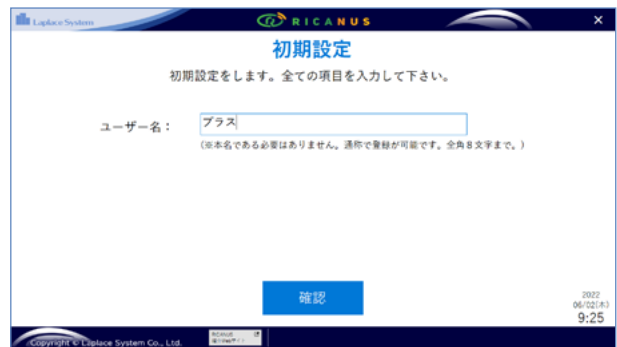 Laplace System
RICANUS
×
初期設定
初期設定をします。全ての項目を入力して下さい。
ユーザー名：
プラス
(※本名である必要はありません。通称で登録が可能です。全角8文字まで。)
確認
2022
06/02(木)
9:25
Copyright © Laplace System Co., Ltd.
RICANUS